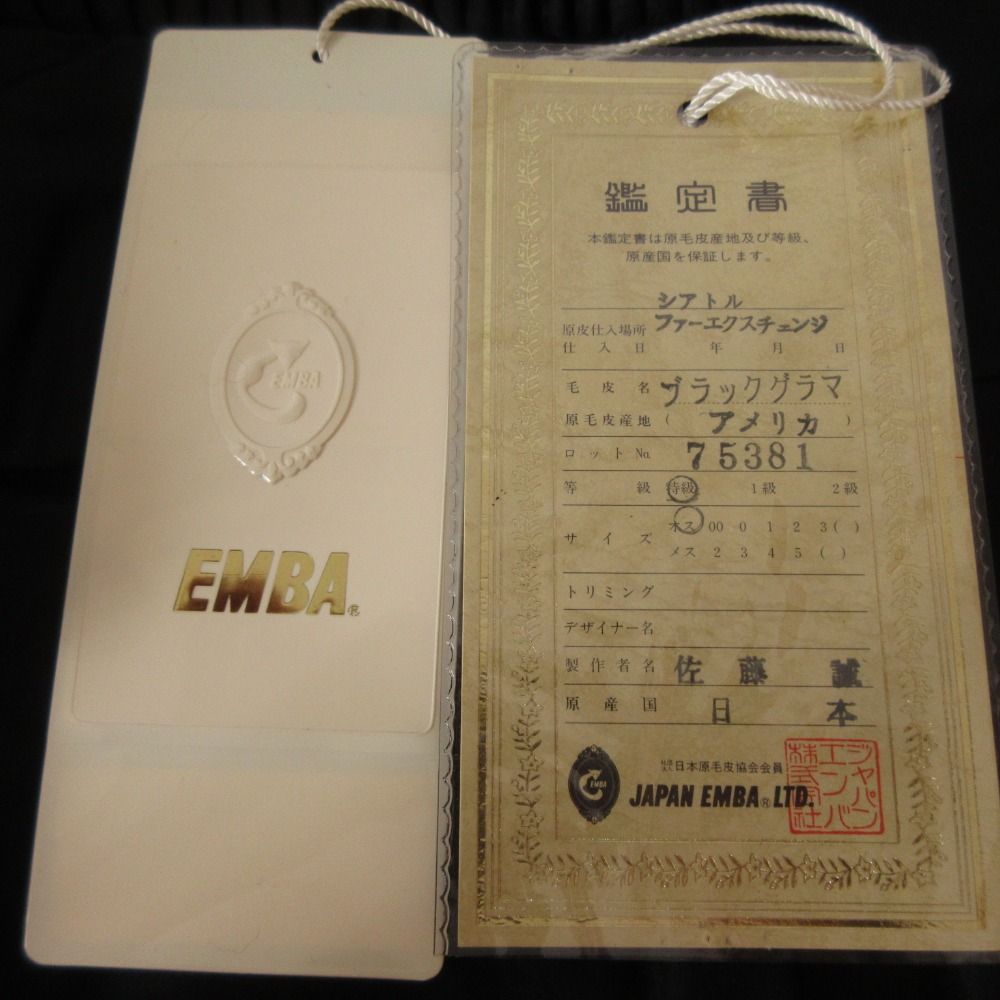 EMBA
EMBA®
鑑定書
本鑑定書は原毛皮産地及び等級、
原産国を保証します。
シアトル
原皮仕入場所 ファーエクスチェンジ
仕入日 年 月 日
毛皮名 ブラックグラマ
原毛皮産地 ( アメリカ )
ロット No. 75381
等級 特級 1級 2級
サイズ オス 00 0 1 2 3 ( )
メス 2 3 4 5 ( )
トリミング
デザイナー名
製作者名 佐藤 誠
原産国 日本
社団法人 日本原毛皮協会会員
EMBA
JAPAN EMBA® LTD.
ジャパン
エンバ
株式会社